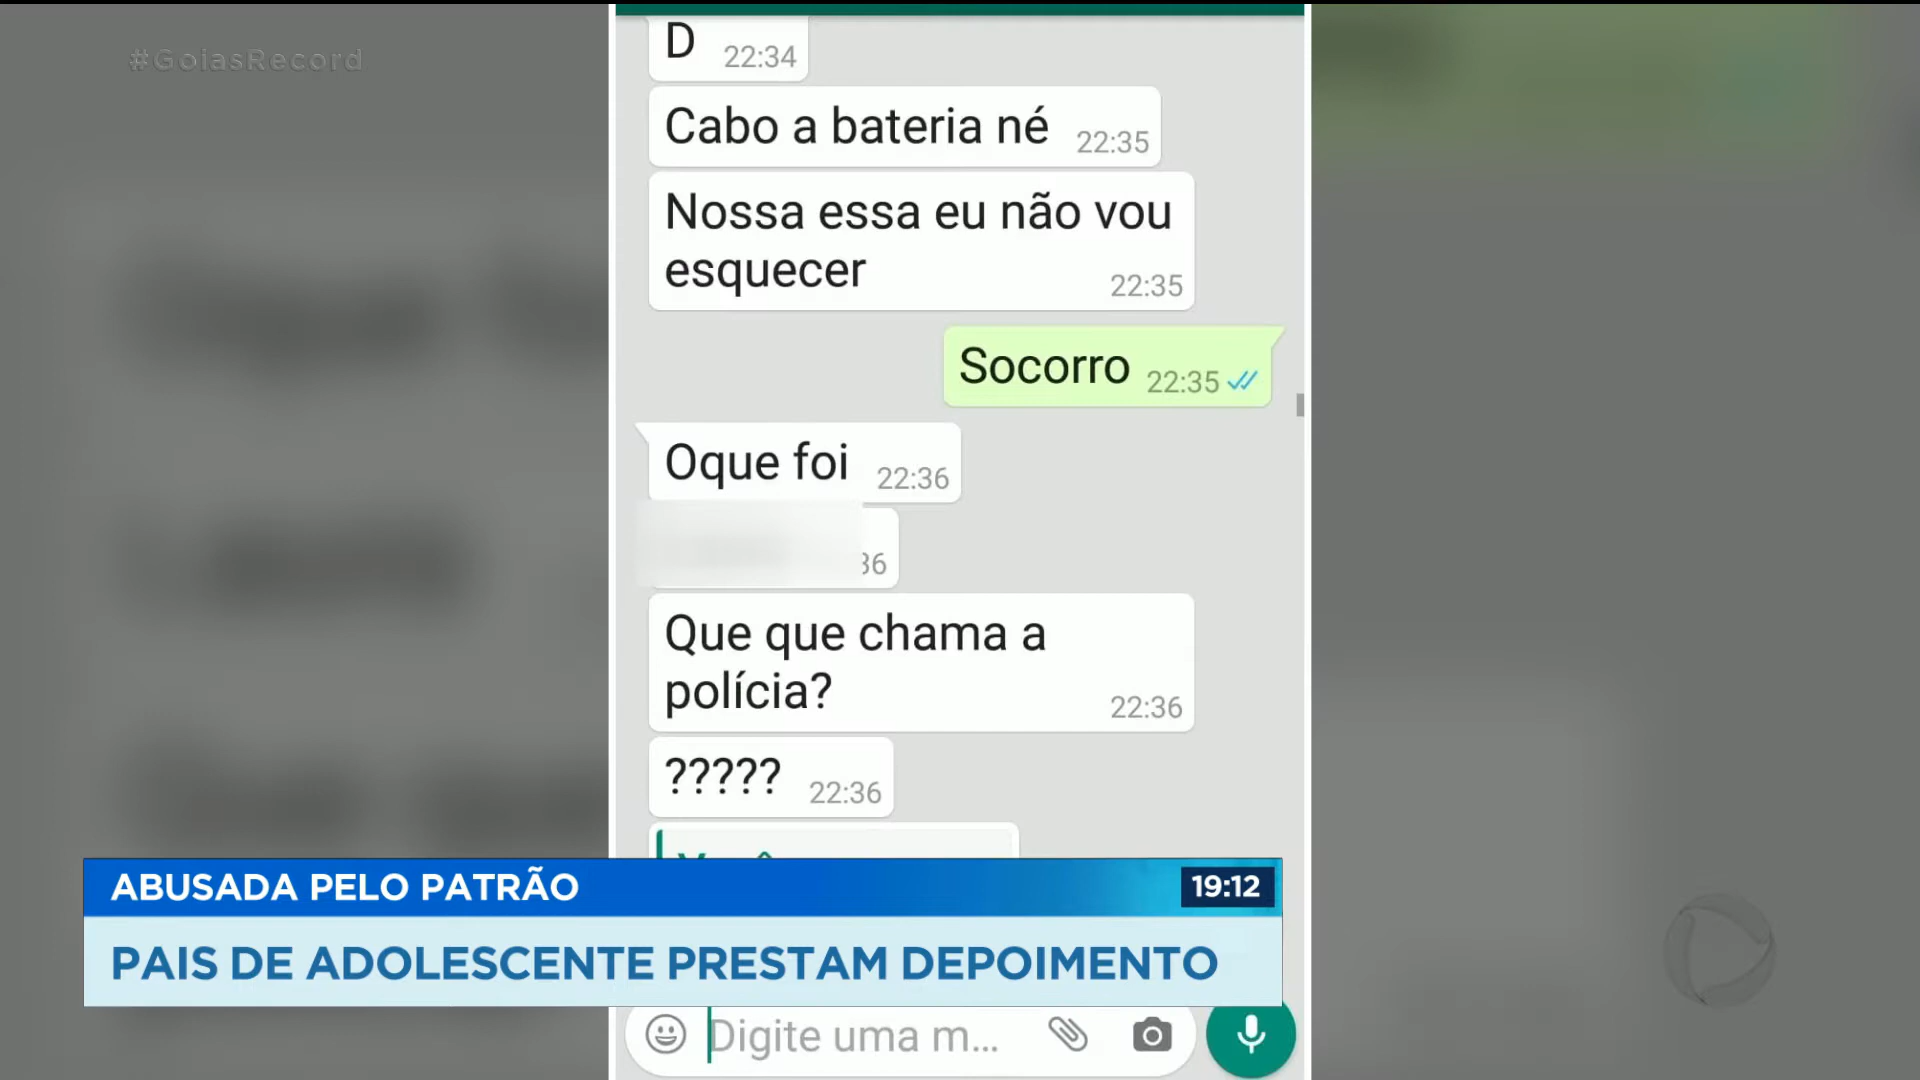 #GoiasRecord
D 22:34
Cabo a bateria né 22:35
Nossa essa eu não vou
esquecer 22:35
Socorro 22:35
Oque foi 22:36
36
Que que chama a
polícia? 22:36
????? 22:36
ABUSADA PELO PATRÃO 19:12
PAIS DE ADOLESCENTE PRESTAM DEPOIMENTO
Digite uma m...